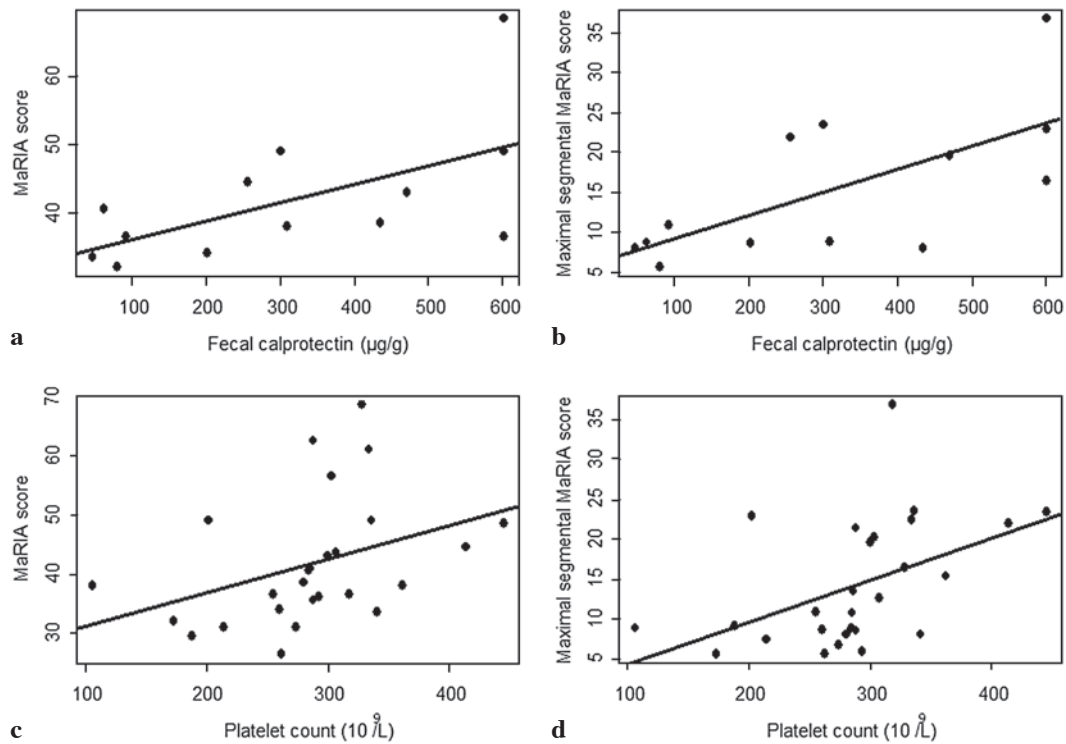 MaRIA score
40 50 60
100 200 300 400 500 600
Fecal calprotectin (µg/g)
a
Maximal segmental MaRIA score
5 10 15 20 25 30 35
100 200 300 400 500 600
Fecal calprotectin (µg/g)
b
MaRIA score
30 40 50 60 70
100 200 300 400
Platelet count (10⁹/L)
c
Maximal segmental MaRIA score
5 10 15 20 25 30 35
100 200 300 400
Platelet count (10⁹/L)
d